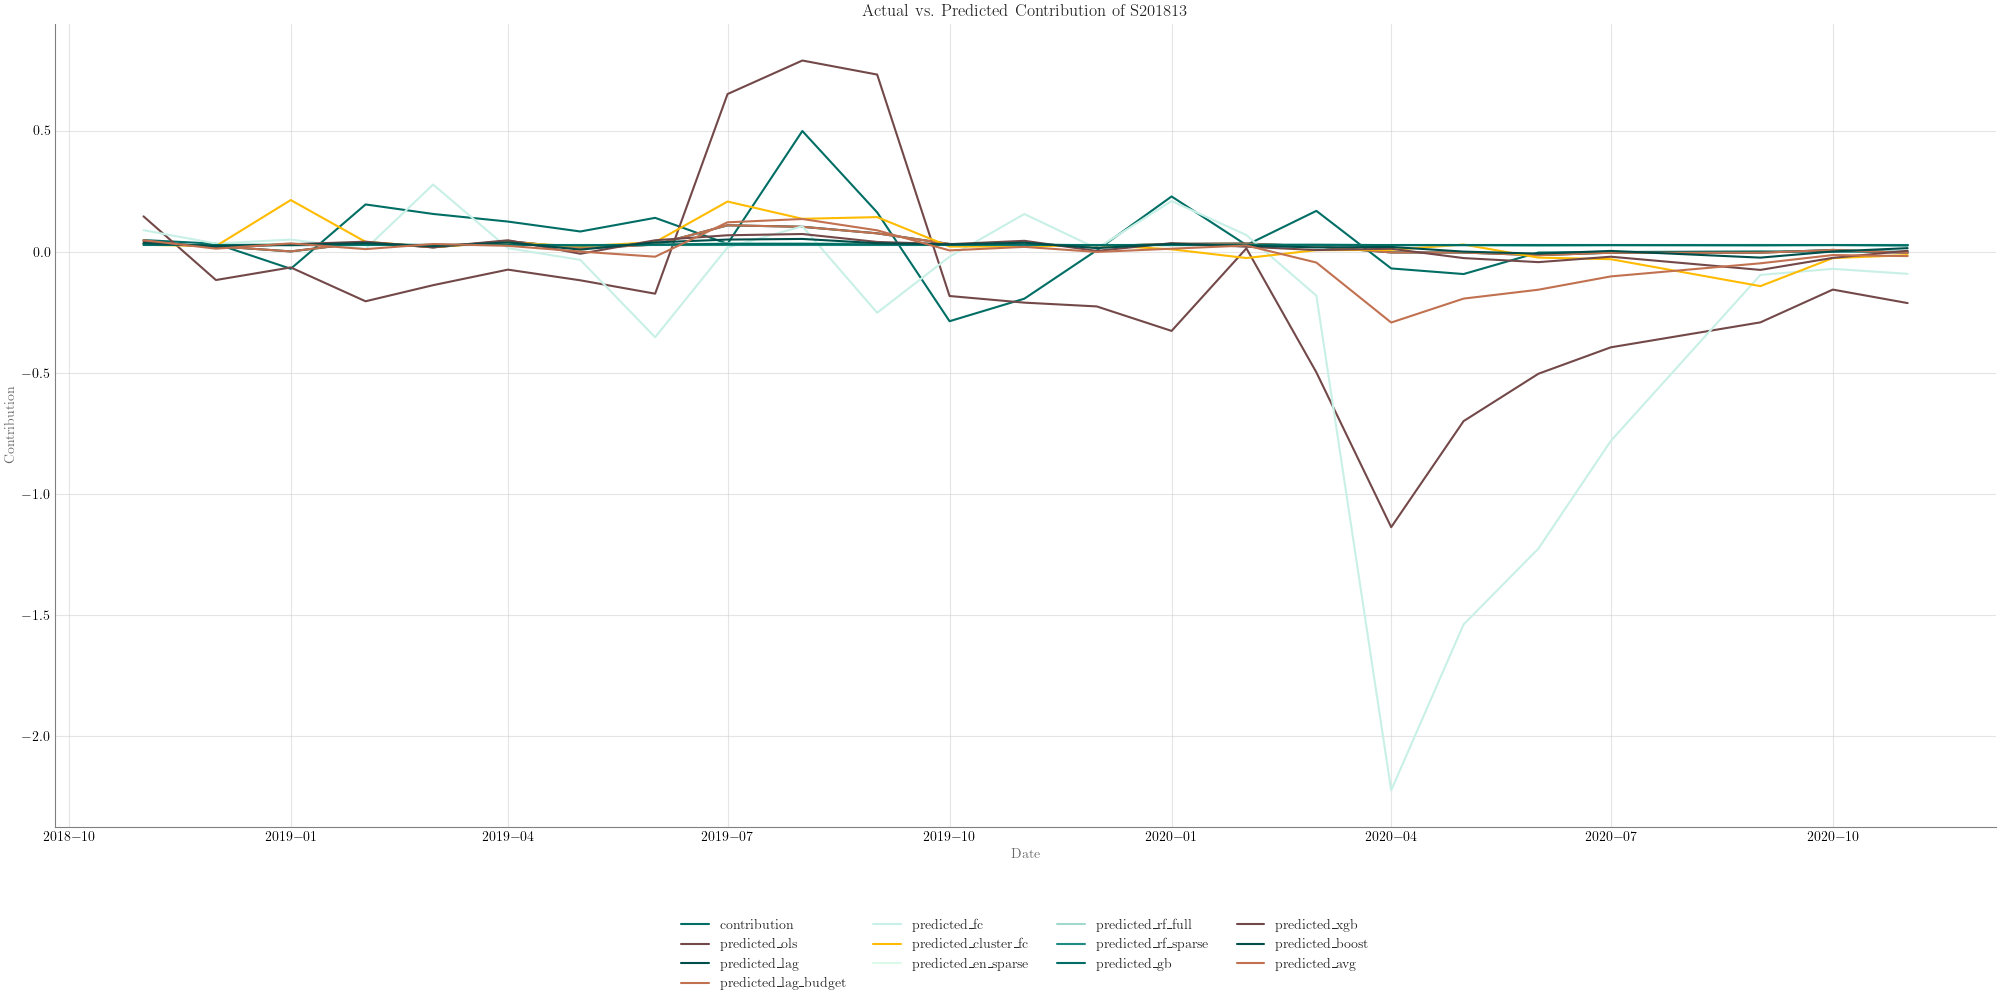 Actual vs. Predicted Contribution of S201813
Contribution
0.5
0.0
−0.5
−1.0
−1.5
−2.0
2018−10 2019−01 2019−04 2019−07 2019−10 2020−01 2020−04 2020−07 2020−10
Date
contribution predicted_fc predicted_rf_full predicted_xgb
predicted_ols predicted_cluster_fc predicted_rf_sparse predicted_boost
predicted_lag predicted_en_sparse predicted_gb predicted_avg
predicted_lag_budget